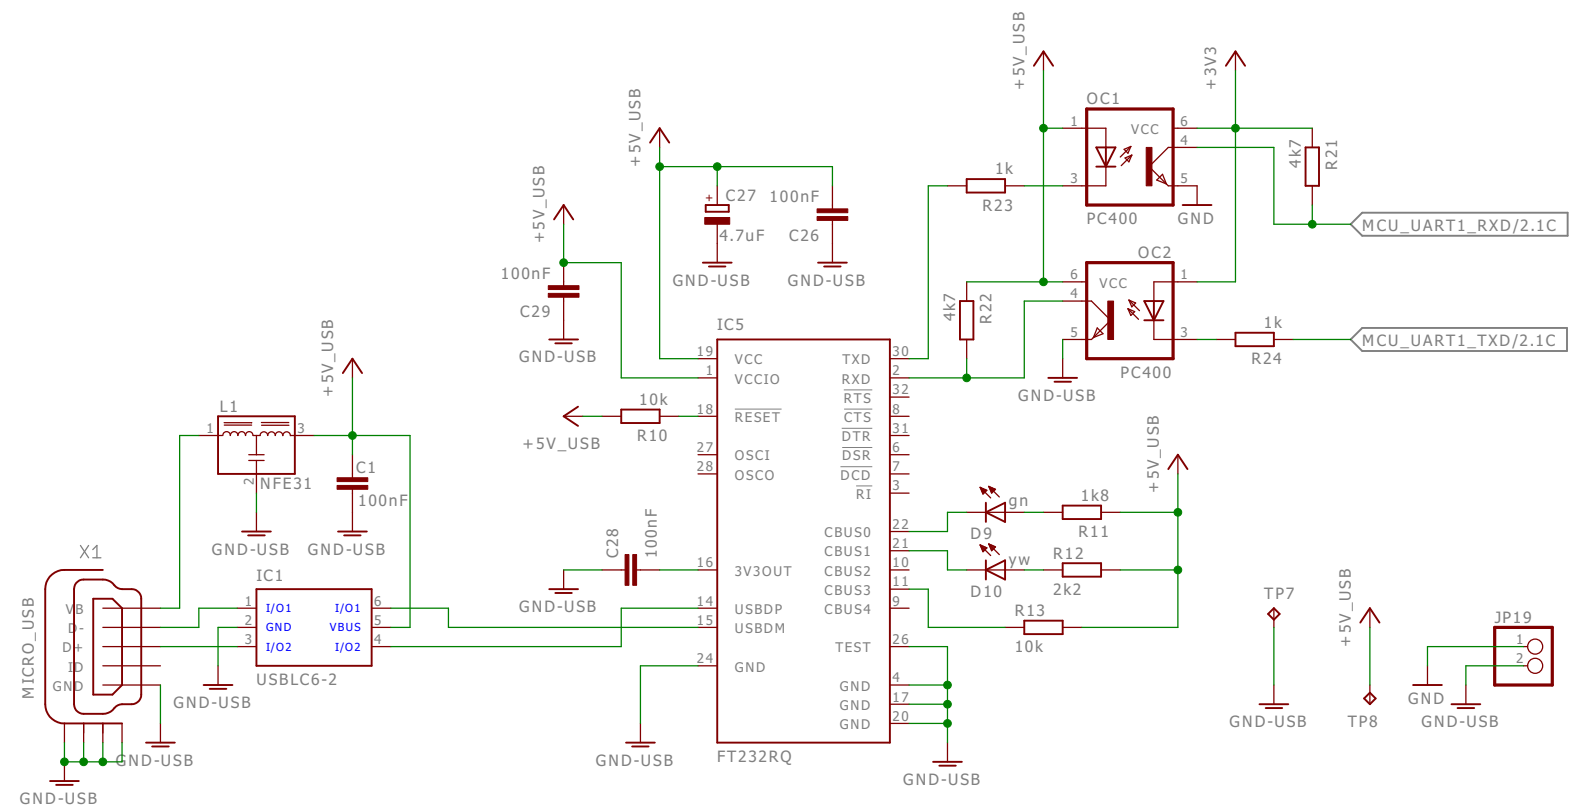 +5V_USB
+3V3
OC1
1
VCC
6
4
3
5
PC400
GND
4k7
R21
1k
R23
MCU_UART1_RXD/2.1C
OC2
6
VCC
1
4
5
3
PC400
GND-USB
4k7
R22
1k
R24
MCU_UART1_TXD/2.1C
+5V_USB
+
C27
4.7uF
GND-USB
100nF
C26
GND-USB
+5V_USB
100nF
C29
GND-USB
IC5
19
VCC
TXD
30
1
VCCIO
RXD
2
RTS
32
18
RESET
CTS
8
DTR
31
27
OSCI
DSR
6
28
OSCO
DCD
7
RI
3
CBUS0
22
CBUS1
21
16
3V3OUT
CBUS2
10
CBUS3
11
14
USBDP
CBUS4
9
15
USBDM
TEST
26
24
GND
GND
4
GND
17
GND
20
FT232RQ
GND-USB
GND-USB
10k
R10
+5V_USB
C28
100nF
GND-USB
+5V_USB
L1
1
3
2
NFE31
GND-USB
C1
100nF
GND-USB
X1
MICRO_USB
VB
D-
D+
ID
GND
GND-USB
GND-USB
IC1
1
I/O1
I/O1
6
2
GND
VBUS
5
3
I/O2
I/O2
4
USBLC6-2
GND-USB
+5V_USB
gn
D9
1k8
R11
yw
D10
R12
2k2
R13
10k
TP7
GND-USB
+5V_USB
TP8
JP19
1
2
GND
GND-USB